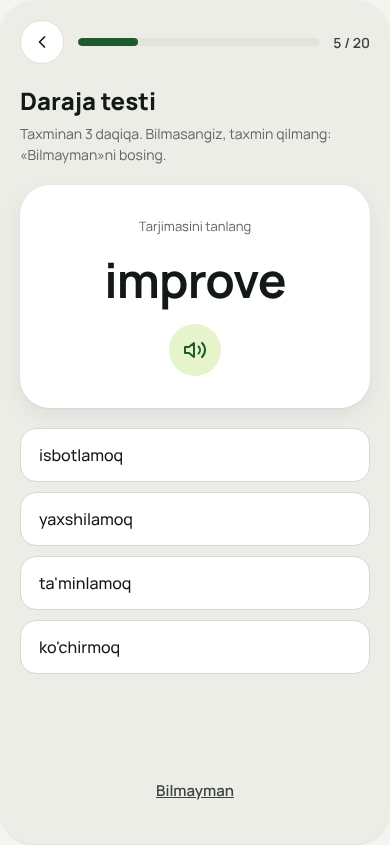 5 / 20
Daraja testi
Taxminan 3 daqiqa. Bilmasangiz, taxmin qilmang:
«Bilmayman»ni bosing.
Tarjimasini tanlang
improve
isbotlamoq
yaxshilamoq
ta'minlamoq
ko'chirmoq
Bilmayman